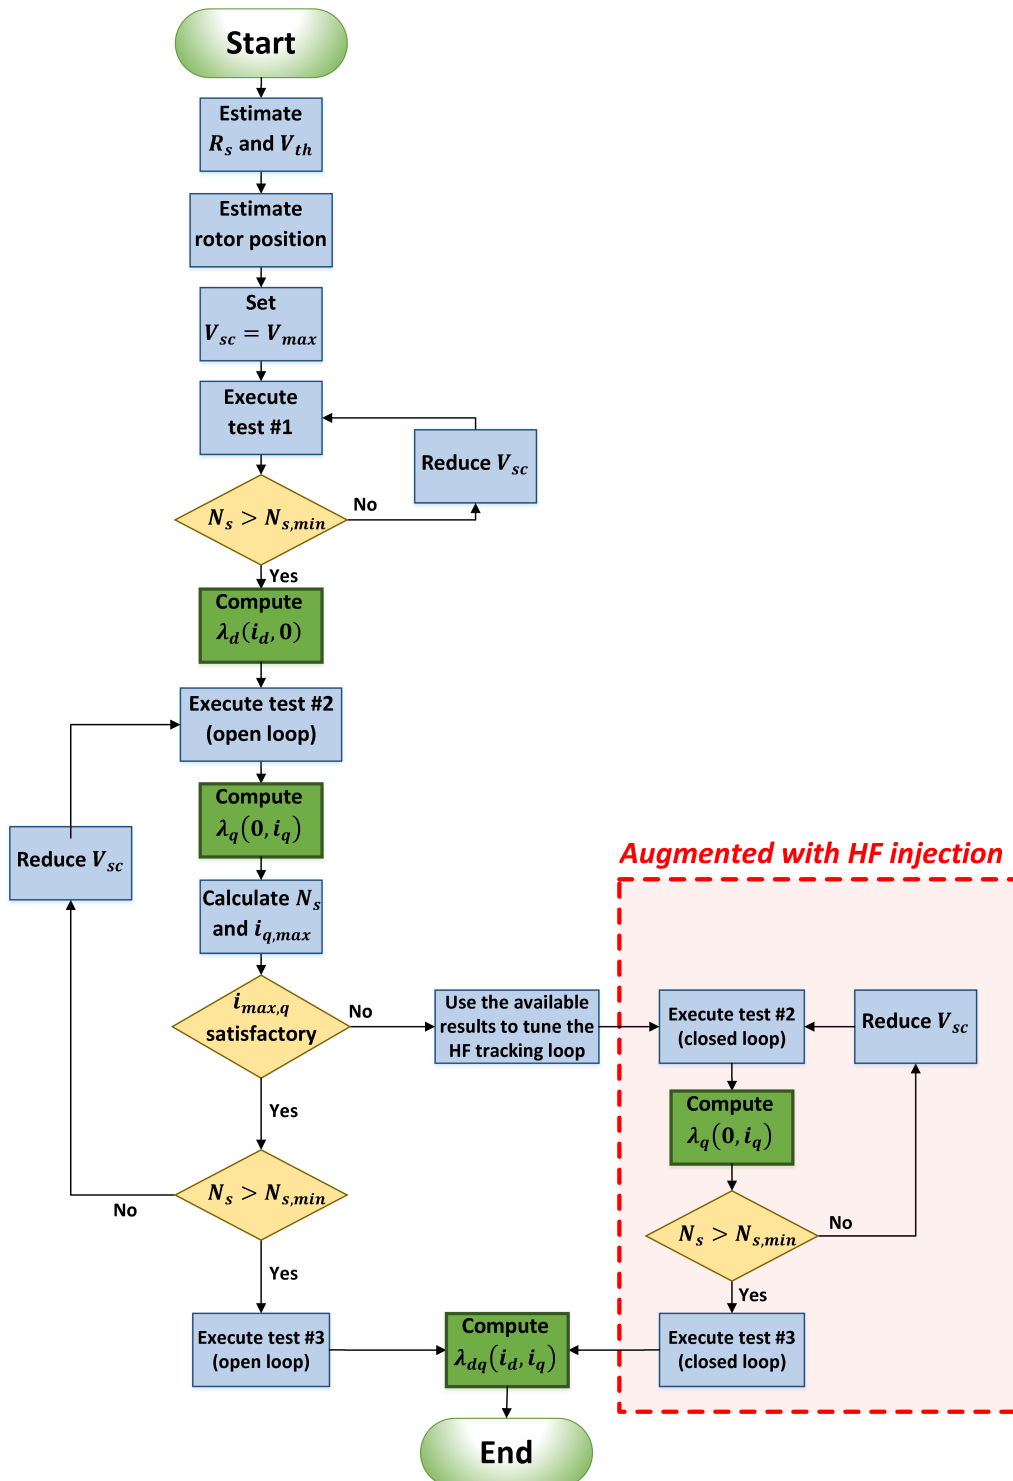 Start
Estimate
R_s and V_th
Estimate
rotor position
Set
V_sc = V_max
Execute
test #1
Reduce V_sc
N_s > N_s,min
No
Yes
Compute
λ_d(i_d, 0)
Execute test #2
(open loop)
Compute
λ_q(0, i_q)
Reduce V_sc
Calculate N_s
and i_q,max
i_max,q
satisfactory
No
Yes
Use the available
results to tune the
HF tracking loop
N_s > N_s,min
No
Yes
Execute test #3
(open loop)
Augmented with HF injection
Execute test #2
(closed loop)
Reduce V_sc
Compute
λ_q(0, i_q)
N_s > N_s,min
No
Yes
Execute test #3
(closed loop)
Compute
λ_dq(i_d, i_q)
End